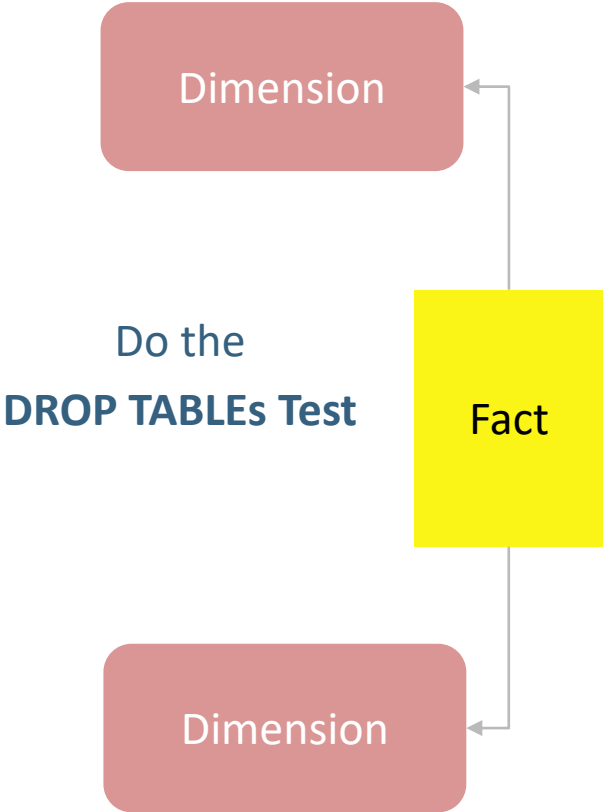 Dimension
Do the
DROP TABLEs Test
Fact
Dimension